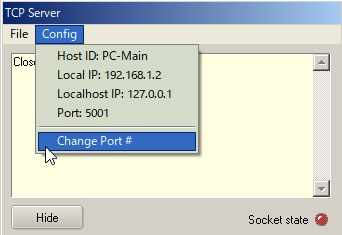 TCP Server
File Config
Host ID: PC-Main
Local IP: 192.168.1.2
Localhost IP: 127.0.0.1
Port: 5001
Change Port #
Hide
Socket state